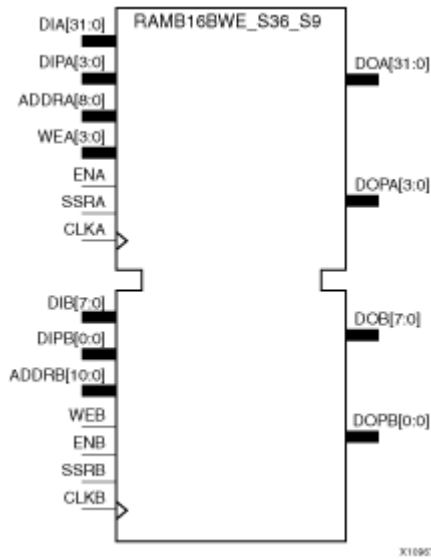 RAMB16BWE_S36_S9
DIA[31:0]
DIPA[3:0]
ADDRA[8:0]
WEA[3:0]
ENA
SSRA
CLKA
DOA[31:0]
DOPA[3:0]
DIB[7:0]
DIPB[0:0]
ADDRB[10:0]
WEB
ENB
SSRB
CLKB
DOB[7:0]
DOPB[0:0]